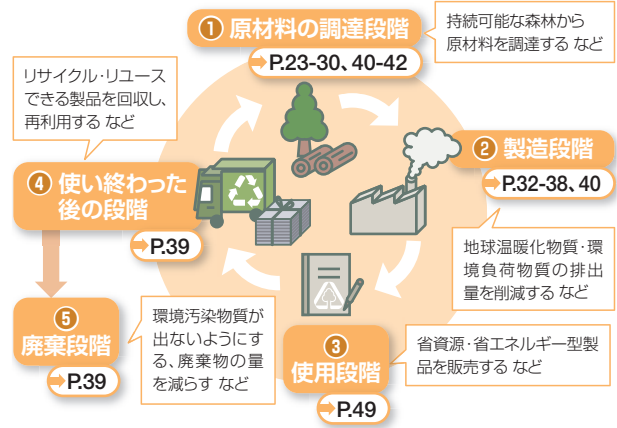 ① 原材料の調達段階
➡P.23-30、40-42
持続可能な森林から
原材料を調達する など
② 製造段階
➡P.32-38、40
地球温暖化物質・環
境負荷物質の排出
量を削減する など
③
使用段階
➡P.49
省資源・省エネルギー型製
品を販売する など
リサイクル・リユース
できる製品を回収し、
再利用する など
④ 使い終わった
後の段階
➡P.39
⑤
廃棄段階
➡P.39
環境汚染物質が
出ないようにす
る、廃棄物の量
を減らす など